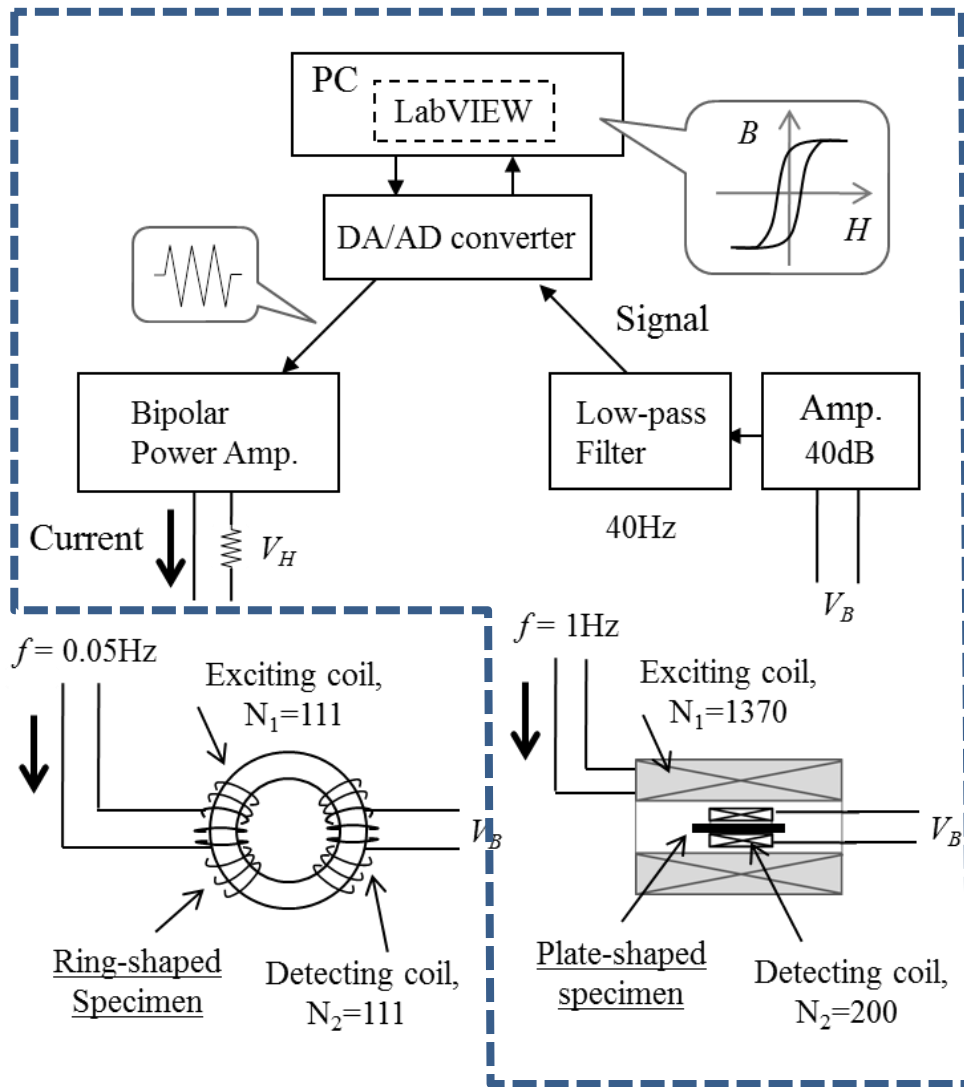 PC
LabVIEW
B
H
DA/AD converter
Signal
Bipolar
Power Amp.
Low-pass
Filter
Amp.
40dB
40Hz
Current
V_H
V_B
f = 0.05Hz
Exciting coil,
N₁=111
V_B
Ring-shaped
Specimen
Detecting coil,
N₂=111
f = 1Hz
Exciting coil,
N₁=1370
V_B
Plate-shaped
specimen
Detecting coil,
N₂=200